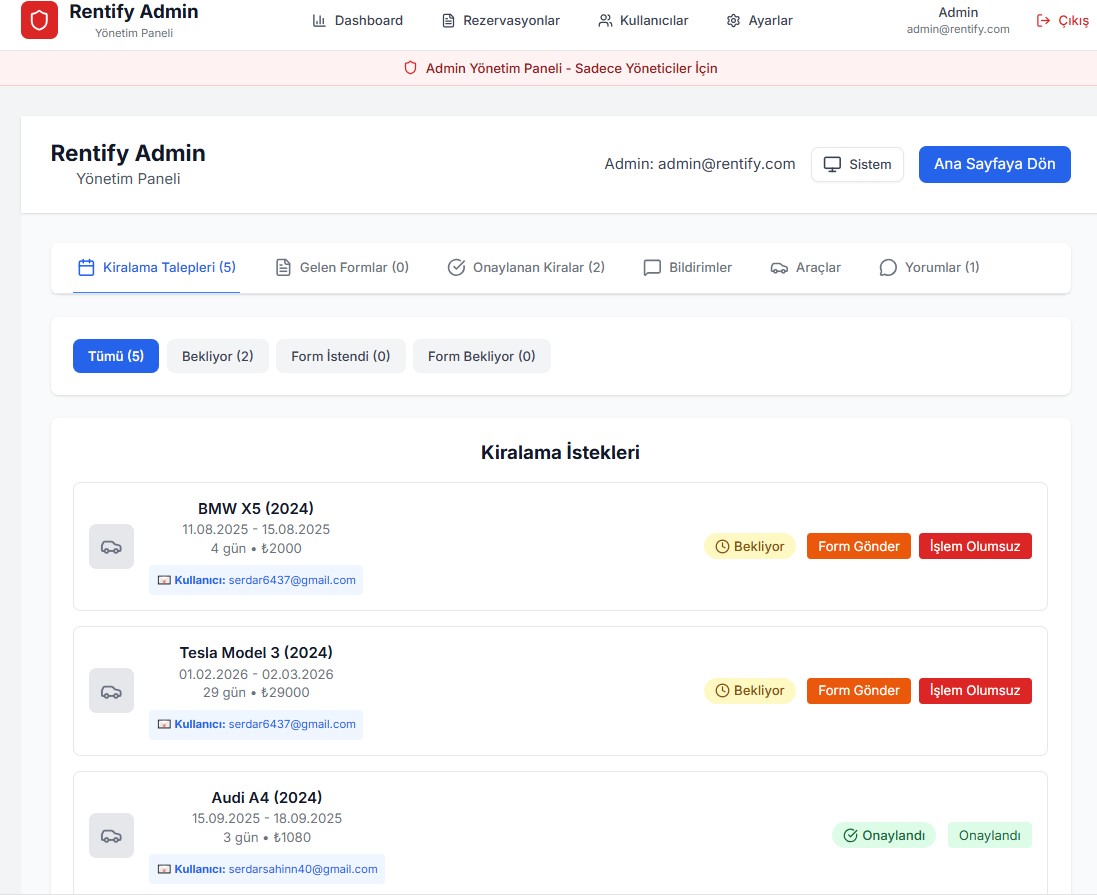 Rentify Admin
Yönetim Paneli
Dashboard
Rezervasyonlar
Kullanıcılar
Ayarlar
Admin
admin@rentify.com
Çıkış
Admin Yönetim Paneli - Sadece Yöneticiler İçin
Rentify Admin
Yönetim Paneli
Admin: admin@rentify.com
Sistem
Ana Sayfaya Dön
Kiralama Talepleri (5)
Gelen Formlar (0)
Onaylanan Kiralar (2)
Bildirimler
Araçlar
Yorumlar (1)
Tümü (5)
Bekliyor (2)
Form İstendi (0)
Form Bekliyor (0)
Kiralama İstekleri
BMW X5 (2024)
11.08.2025 - 15.08.2025
4 gün • ₺2000
Kullanıcı: serdar6437@gmail.com
Bekliyor
Form Gönder
İşlem Olumsuz
Tesla Model 3 (2024)
01.02.2026 - 02.03.2026
29 gün • ₺29000
Kullanıcı: serdar6437@gmail.com
Bekliyor
Form Gönder
İşlem Olumsuz
Audi A4 (2024)
15.09.2025 - 18.09.2025
3 gün • ₺1080
Kullanıcı: serdarsahinn40@gmail.com
Onaylandı
Onaylandı